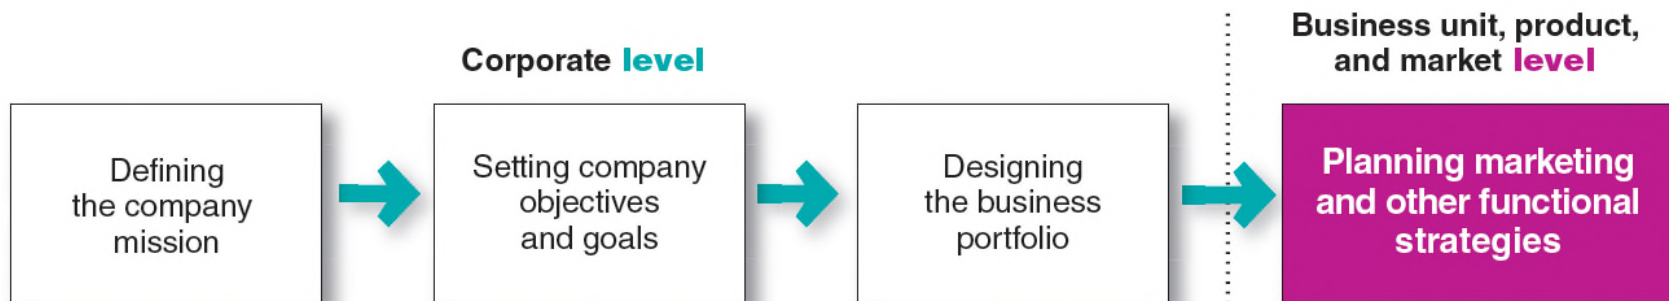 Corporate level
Business unit, product,
and market level
Defining
the company
mission
Setting company
objectives
and goals
Designing
the business
portfolio
Planning marketing
and other functional
strategies